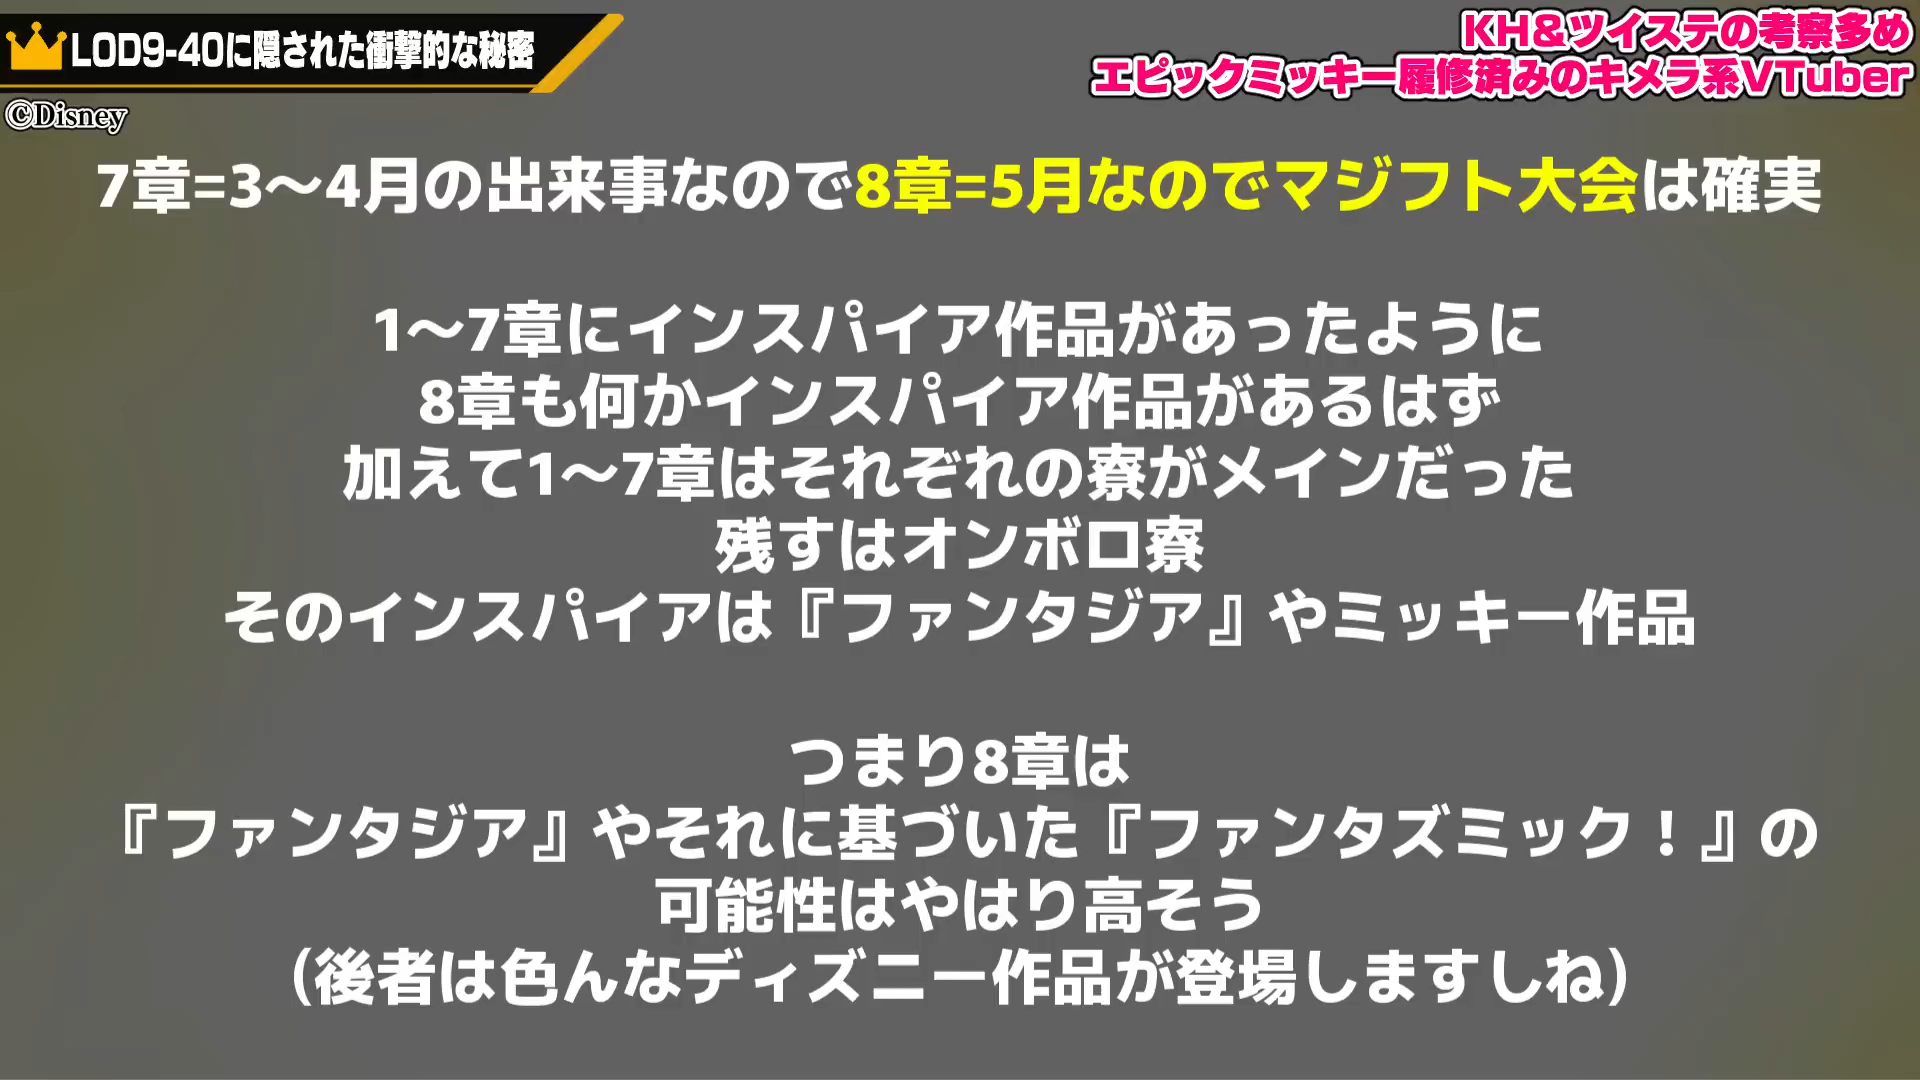 LOD9-40に隠された衝撃的な秘密
KH&ツイステの考察多め
エピックミッキー履修済みのキメラ系VTuber
©Disney
7章=3〜4月の出来事なので8章=5月なのでマジフト大会は確実
1〜7章にインスパイア作品があったように
8章も何かインスパイア作品があるはず
加えて1〜7章はそれぞれの寮がメインだった
残すはオンボロ寮
そのインスパイアは『ファンタジア』やミッキー作品
つまり8章は
『ファンタジア』やそれに基づいた『ファンタズミック！』の
可能性はやはり高そう
（後者は色んなディズニー作品が登場しますしね）